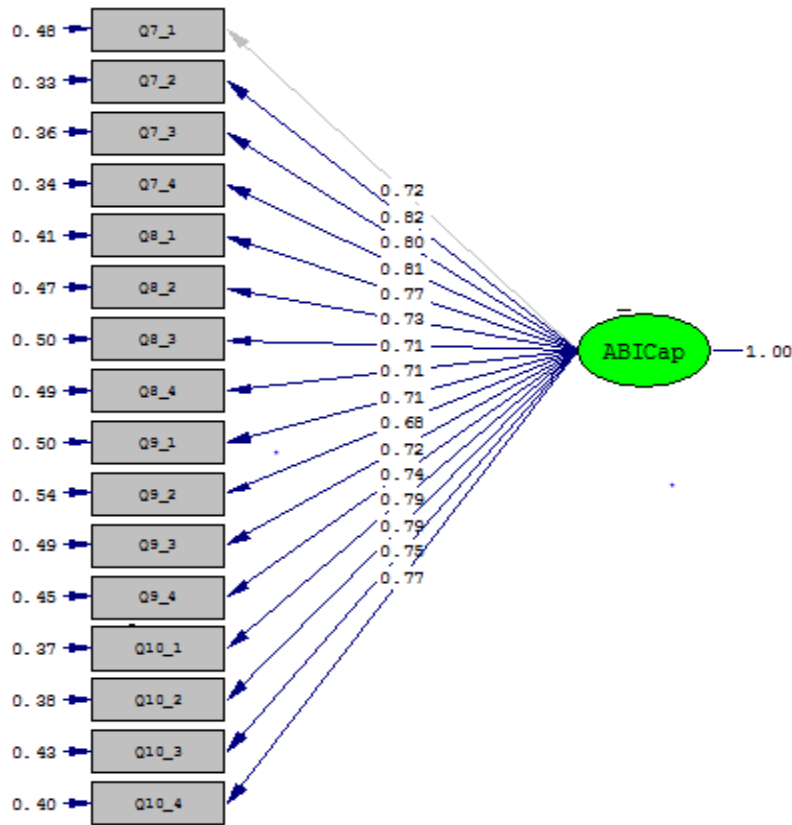 0.48 Q7_1
0.33 Q7_2
0.36 Q7_3
0.34 Q7_4
0.41 Q8_1
0.47 Q8_2
0.50 Q8_3
0.49 Q8_4
0.50 Q9_1
0.54 Q9_2
0.49 Q9_3
0.45 Q9_4
0.37 Q10_1
0.38 Q10_2
0.43 Q10_3
0.40 Q10_4
0.72
0.82
0.80
0.81
0.77
0.73
0.71
0.71
0.71
0.68
0.72
0.74
0.79
0.79
0.75
0.77
ABICap 1.00